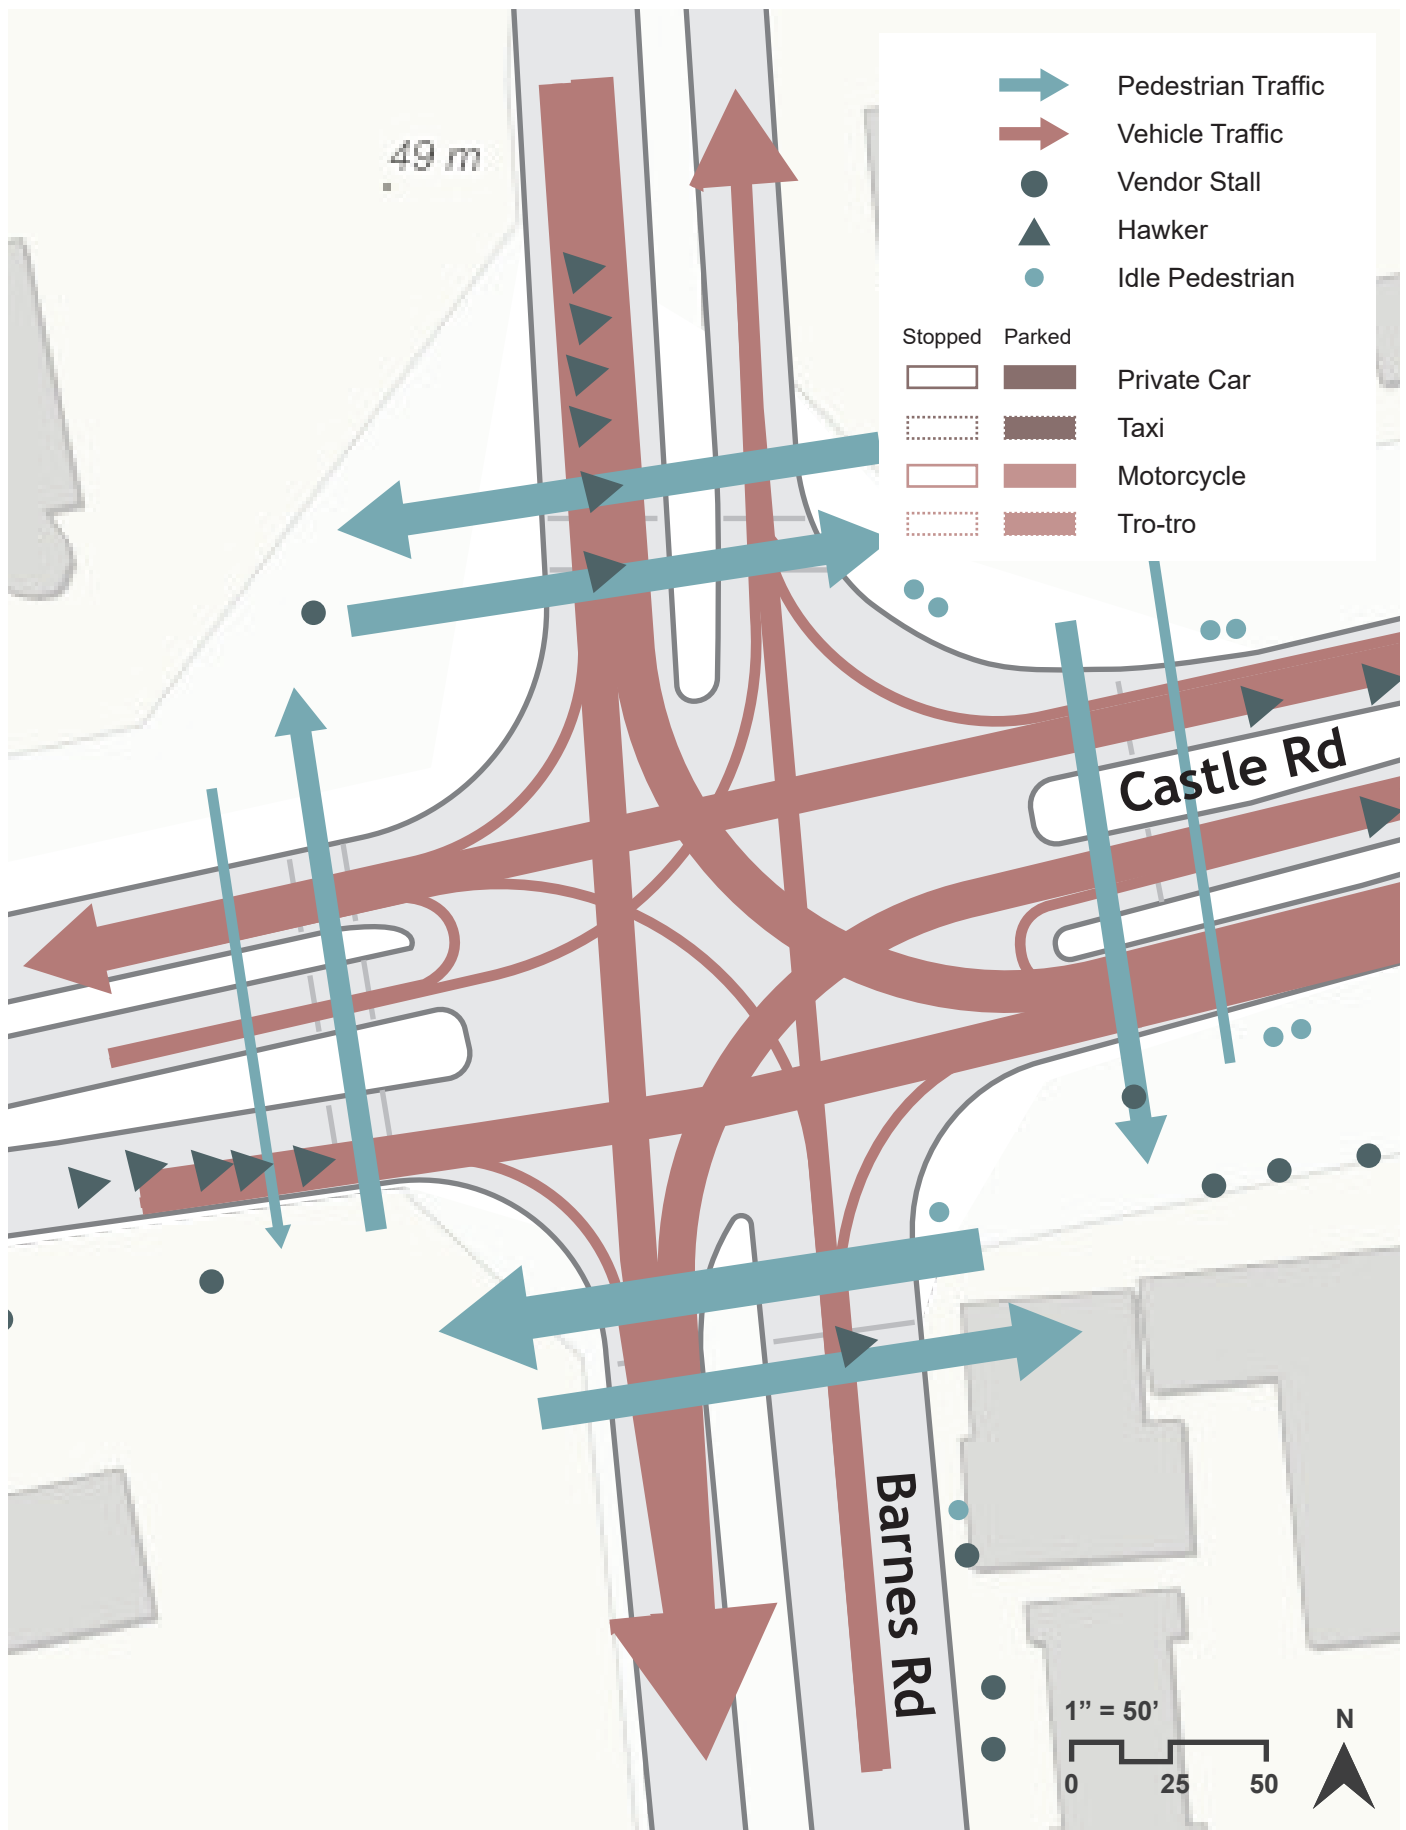 49 m
Pedestrian Traffic
Vehicle Traffic
Vendor Stall
Hawker
Idle Pedestrian
Stopped Parked
Private Car
Taxi
Motorcycle
Tro-tro
Castle Rd
Barnes Rd
1” = 50’
0 25 50
N